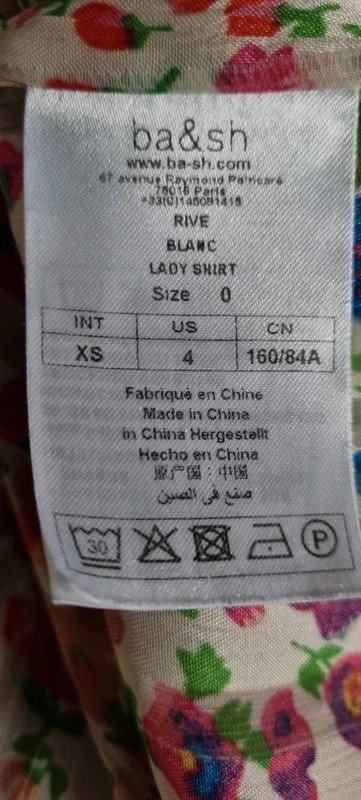 ba&sh
www.ba-sh.com
67 avenue Raymond Poincaré
75016 Paris
+33(0)146081416
RIVE
BLANC
LADY SHIRT
Size 0
INT US CN
XS 4 160/84A
Fabriqué en Chine
Made in China
in China Hergestellt
Hecho en China
原产国：中国
صنع في الصين
30
P